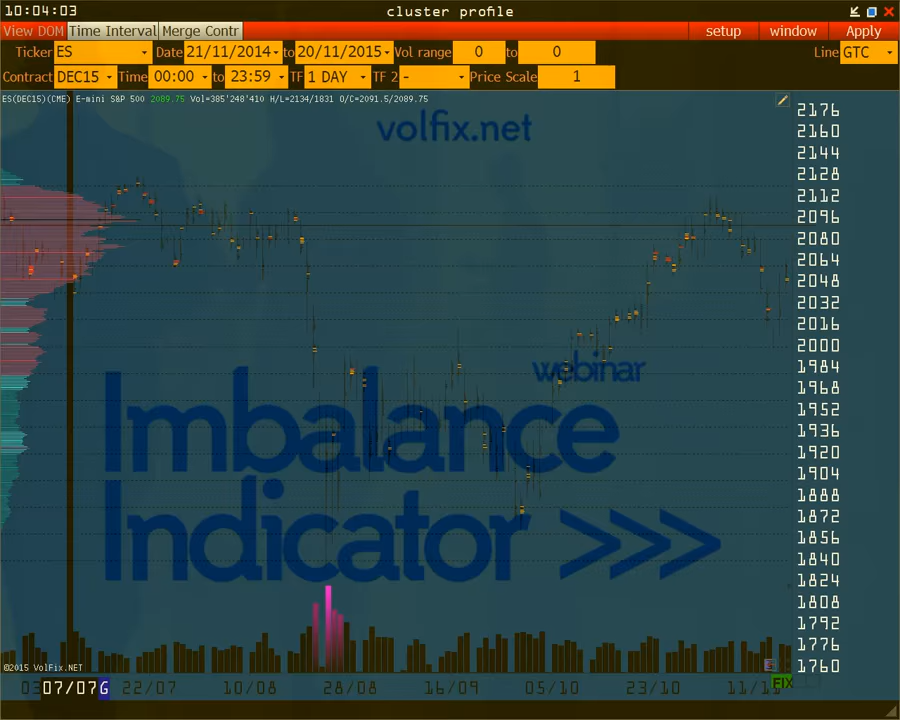 10:04:03 cluster profile
View DOM Time Interval Merge Contr setup window Apply
Ticker ES Date 21/11/2014 to 20/11/2015 Vol range 0 to 0 Line GTC
Contract DEC15 Time 00:00 to 23:59 TF 1 DAY TF 2 - Price Scale 1
ES(DEC15)(CME) E-mini S&P 500 2089.75 Vol=385'248'410 H/L=2134/1831 O/C=2091.5/2089.75
volfix.net
2176
2160
2144
2128
2112
2096
2080
2064
2048
2032
2016
2000
1984
webinar
1968
1952
Imbalance
1936
1920
1904
1888
1872
Indicator >>>
1856
1840
1824
1808
1792
1776
1760
©2015 VolFix.NET
03 07/07 G 22/07 10/08 28/08 16/09 05/10 23/10 11/11 FIX